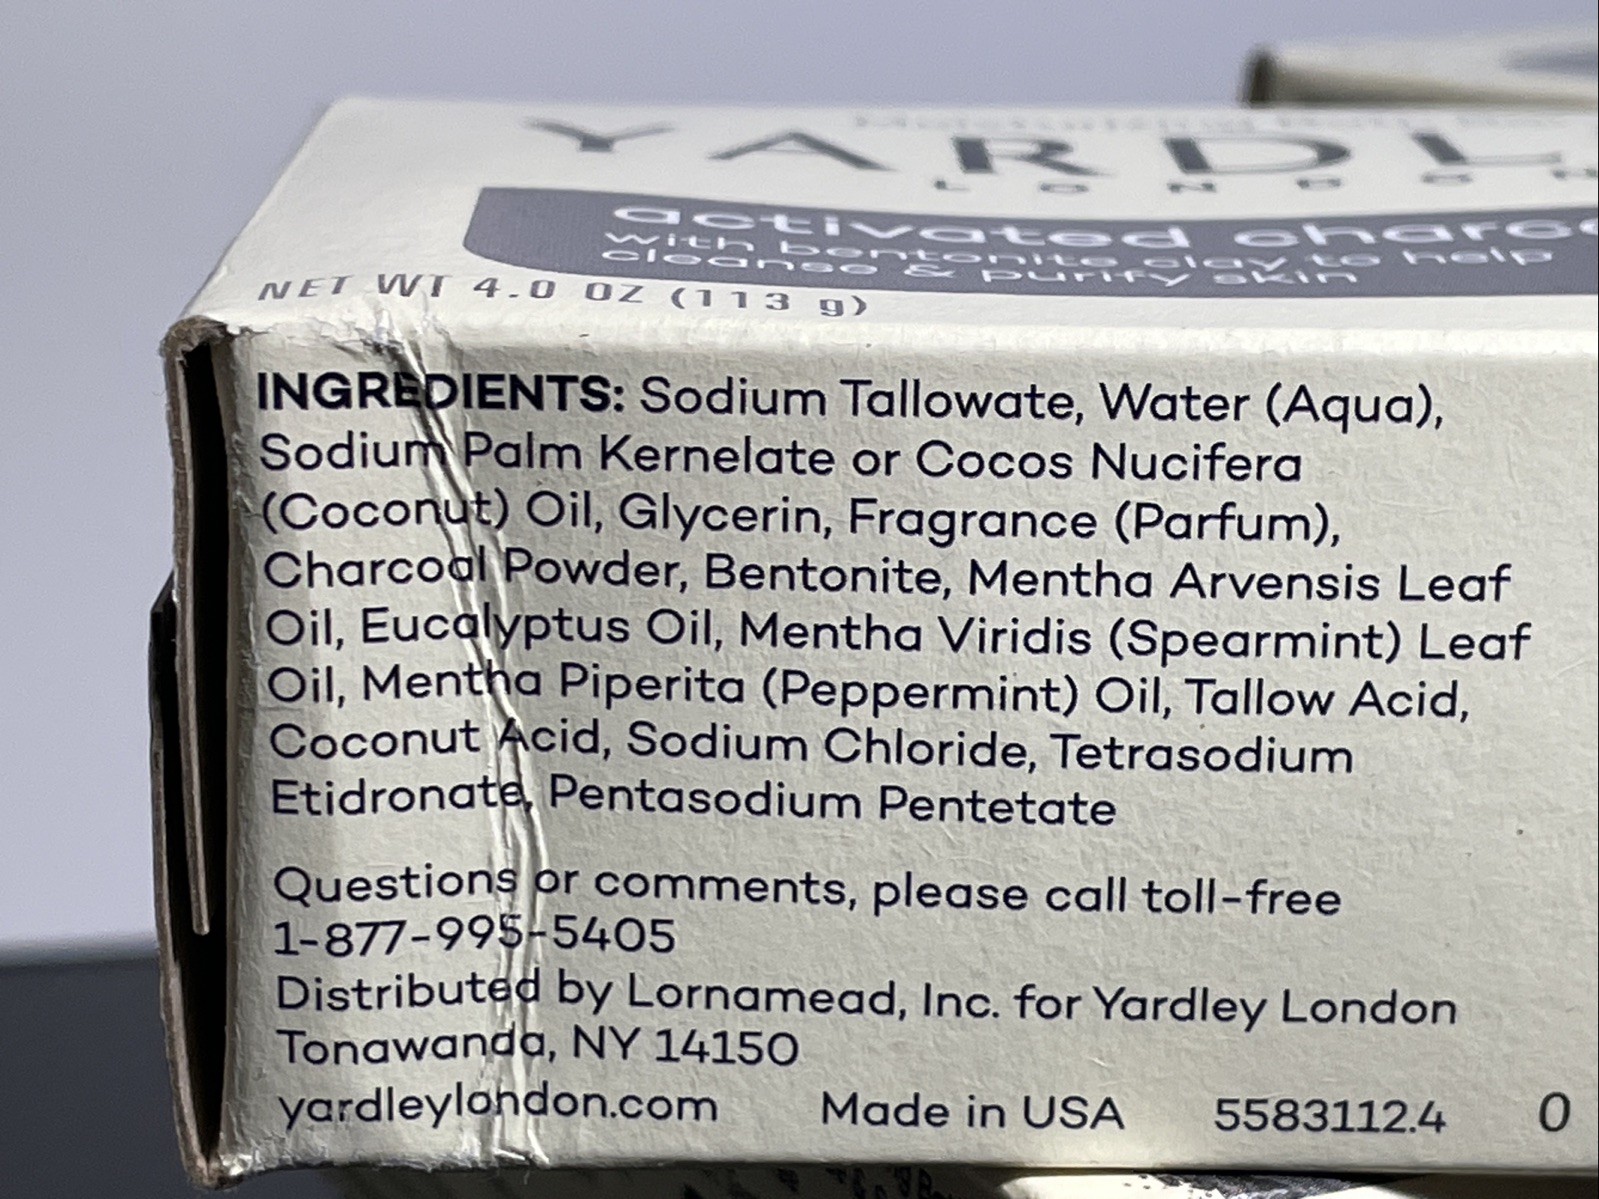 YARDL
LONDON
activated charco
with bentonite clay to help
cleanse & purify skin
NET WT 4.0 OZ (113 g)
INGREDIENTS: Sodium Tallowate, Water (Aqua),
Sodium Palm Kernelate or Cocos Nucifera
(Coconut) Oil, Glycerin, Fragrance (Parfum),
Charcoal Powder, Bentonite, Mentha Arvensis Leaf
Oil, Eucalyptus Oil, Mentha Viridis (Spearmint) Leaf
Oil, Mentha Piperita (Peppermint) Oil, Tallow Acid,
Coconut Acid, Sodium Chloride, Tetrasodium
Etidronate, Pentasodium Pentetate
Questions or comments, please call toll-free
1-877-995-5405
Distributed by Lornamead, Inc. for Yardley London
Tonawanda, NY 14150
yardleylondon.com Made in USA 5583112.4 0